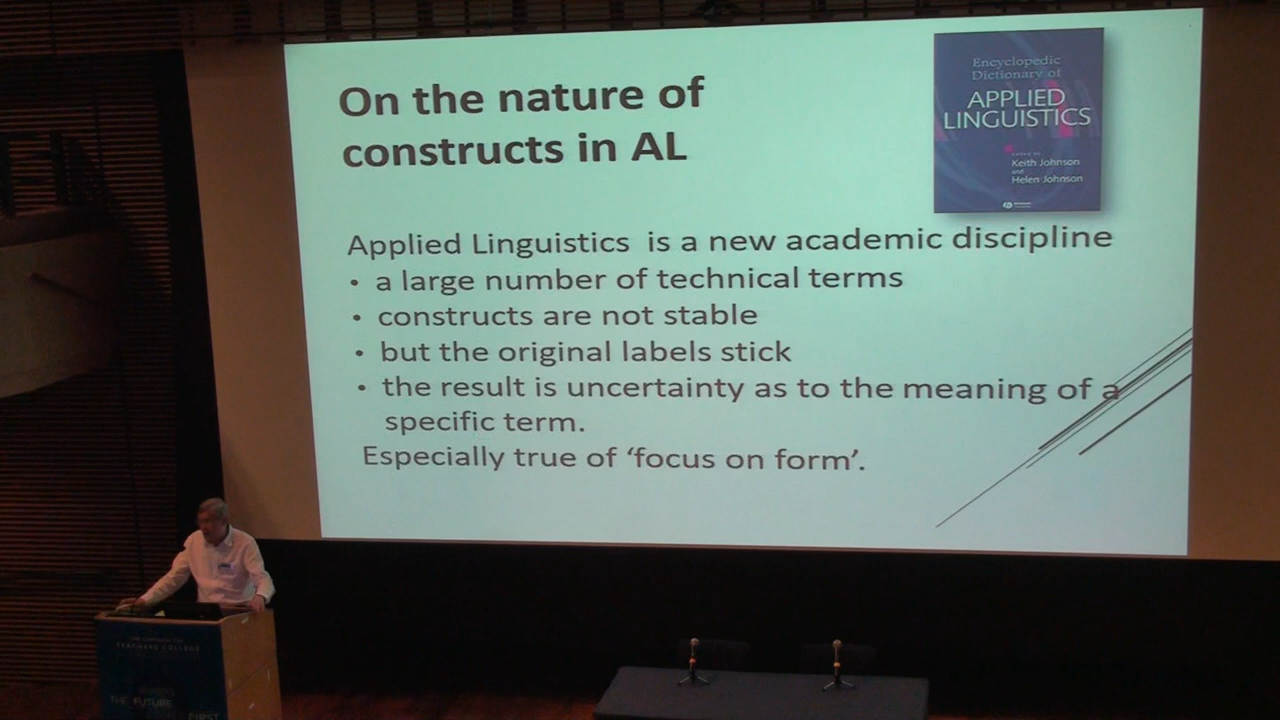 On the nature of
constructs in AL
Encyclopedic
Dictionary of
APPLIED
LINGUISTICS
Keith Johnson
and
Helen Johnson
Applied Linguistics is a new academic discipline
• a large number of technical terms
• constructs are not stable
• but the original labels stick
• the result is uncertainty as to the meaning of a
specific term.
Especially true of ‘focus on form’.
TEACHERS COLLEGE
THE FUTURE
FIRST